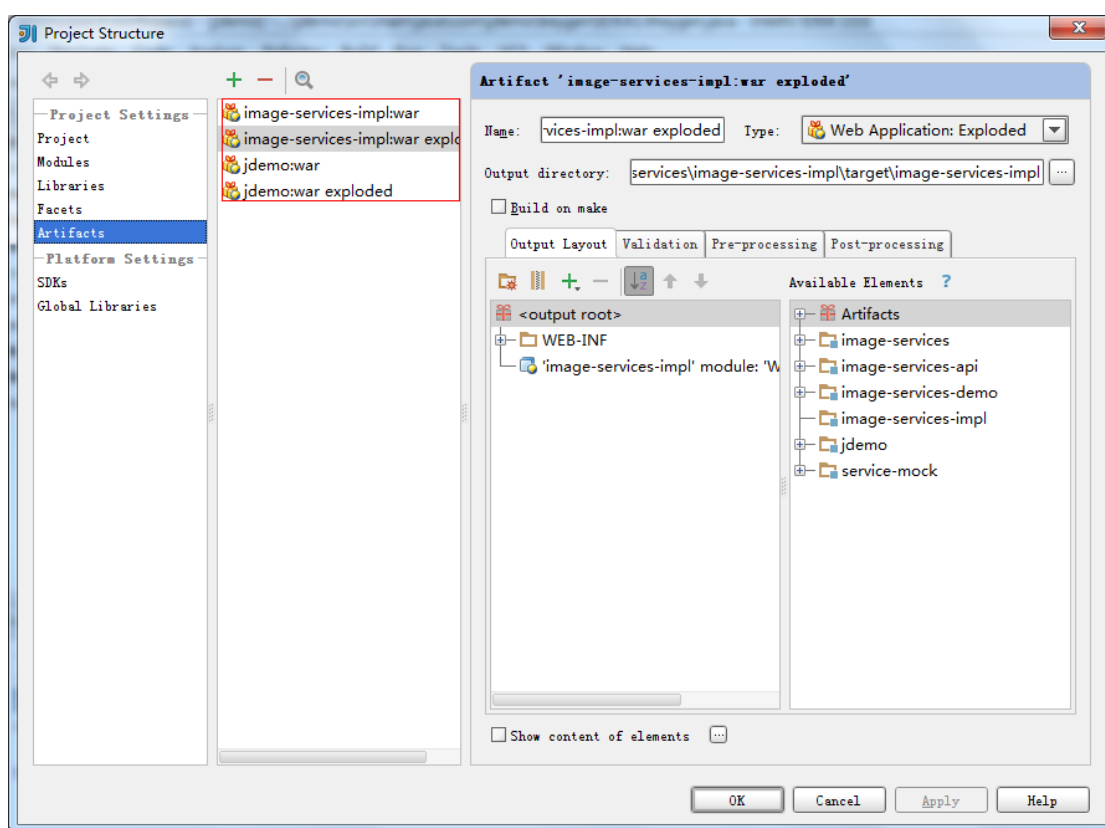 Project Structure
Project Settings
Project
Modules
Libraries
Facets
Artifacts
Platform Settings
SDKs
Global Libraries
image-services-impl:war
image-services-impl:war explo
jdemo:war
jdemo:war exploded
Artifact 'image-services-impl:war exploded'
Name: vices-impl:war exploded Type: Web Application: Exploded
Output directory: services\image-services-impl\target\image-services-impl ...
Build on make
Output Layout Validation Pre-processing Post-processing
Available Elements ?
<output root>
WEB-INF
'image-services-impl' module: 'W
Artifacts
image-services
image-services-api
image-services-demo
image-services-impl
jdemo
service-mock
Show content of elements ...
OK Cancel Apply Help